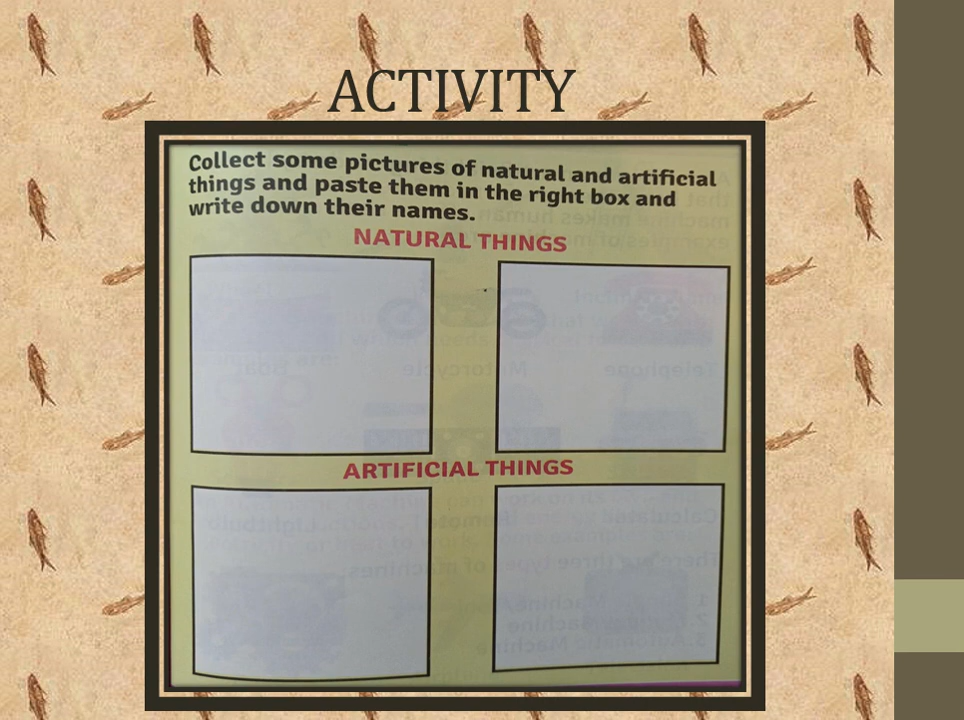 ACTIVITY
Collect some pictures of natural and artificial
things and paste them in the right box and
write down their names.
NATURAL THINGS
ARTIFICIAL THINGS